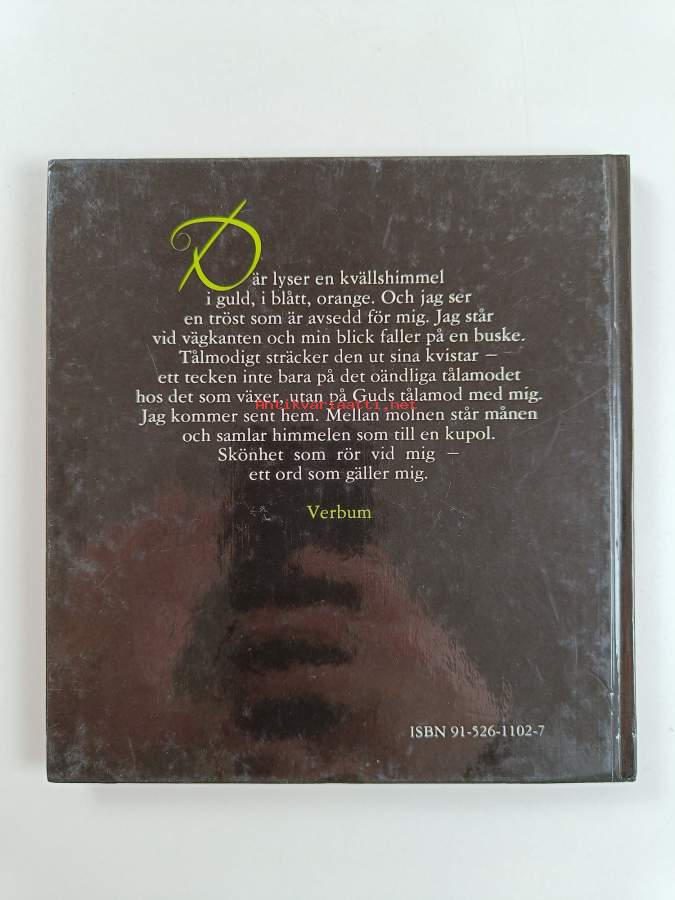 Där lyser en kvällshimmel
i guld, i blått, orange. Och jag ser
en tröst som är avsedd för mig. Jag står
vid vägkanten och min blick faller på en buske.
Tålmodigt sträcker den ut sina kvistar –
ett tecken inte bara på det oändliga tålamodet
hos det som växer, utan på Guds tålamod med mig.
Antikvariaatti.net
Jag kommer sent hem. Mellan molnen står månen
och samlar himmelen som till en kupol.
Skönhet som rör vid mig –
ett ord som gäller mig.
Verbum
ISBN 91-526-1102-7